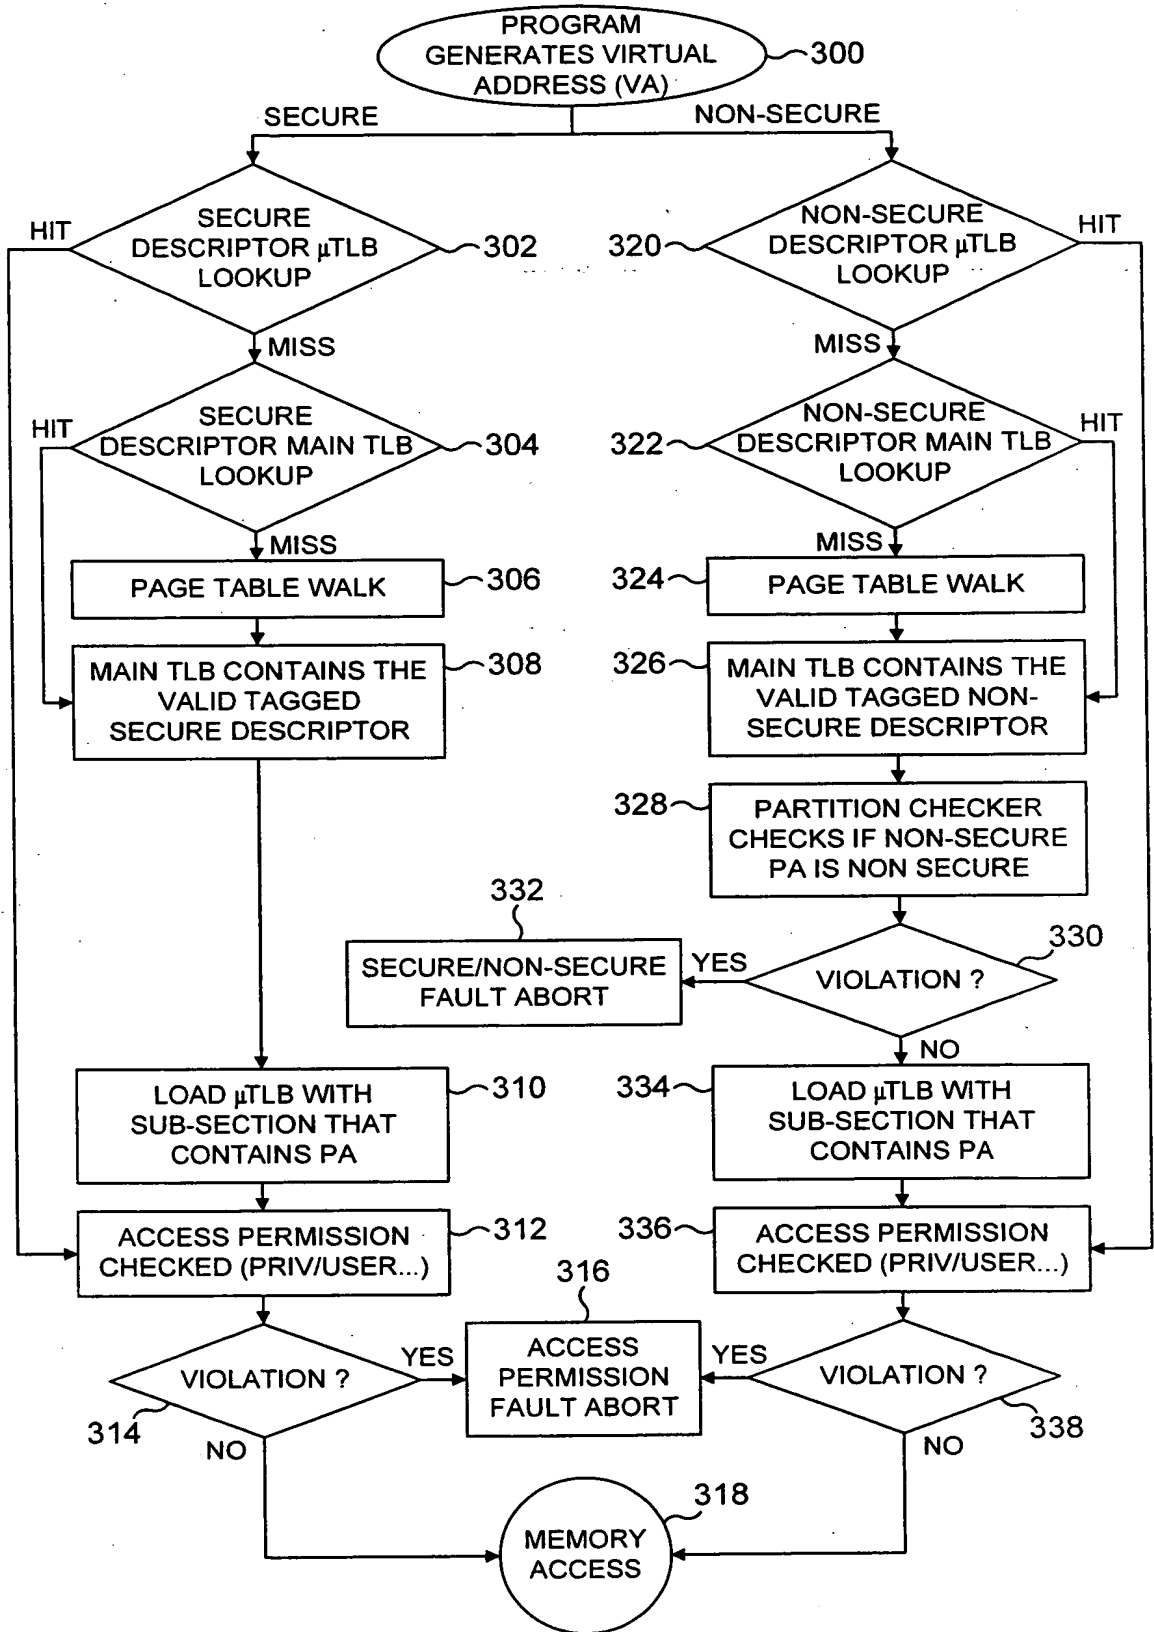 PROGRAM
GENERATES VIRTUAL
ADDRESS (VA)
300
SECURE
NON-SECURE
HIT
SECURE
DESCRIPTOR µTLB
LOOKUP
302
320
NON-SECURE
DESCRIPTOR µTLB
LOOKUP
HIT
MISS
MISS
HIT
SECURE
DESCRIPTOR MAIN TLB
LOOKUP
304
322
NON-SECURE
DESCRIPTOR MAIN TLB
LOOKUP
HIT
MISS
MISS
PAGE TABLE WALK
306
324
PAGE TABLE WALK
MAIN TLB CONTAINS THE
VALID TAGGED
SECURE DESCRIPTOR
308
326
MAIN TLB CONTAINS THE
VALID TAGGED NON-
SECURE DESCRIPTOR
328
PARTITION CHECKER
CHECKS IF NON-SECURE
PA IS NON SECURE
332
SECURE/NON-SECURE
FAULT ABORT
YES
VIOLATION ?
330
NO
LOAD µTLB WITH
SUB-SECTION THAT
CONTAINS PA
310
334
LOAD µTLB WITH
SUB-SECTION THAT
CONTAINS PA
ACCESS PERMISSION
CHECKED (PRIV/USER...)
312
336
ACCESS PERMISSION
CHECKED (PRIV/USER...)
316
VIOLATION ?
YES
ACCESS
PERMISSION
FAULT ABORT
YES
VIOLATION ?
314
338
NO
NO
318
MEMORY
ACCESS